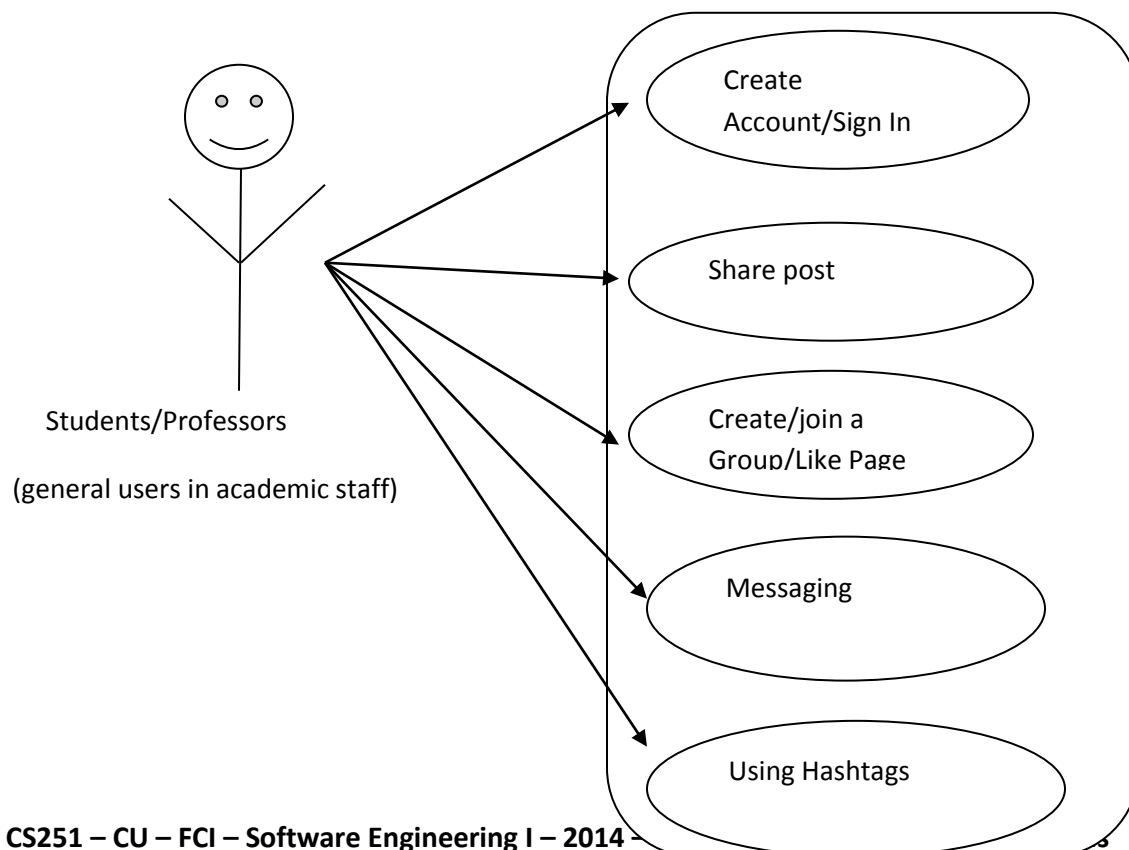 Create
Account/Sign In
Share post
Create/join a
Group/Like Page
Students/Professors
(general users in academic staff)
Messaging
Using Hashtags
CS251 – CU – FCI – Software Engineering I – 2014